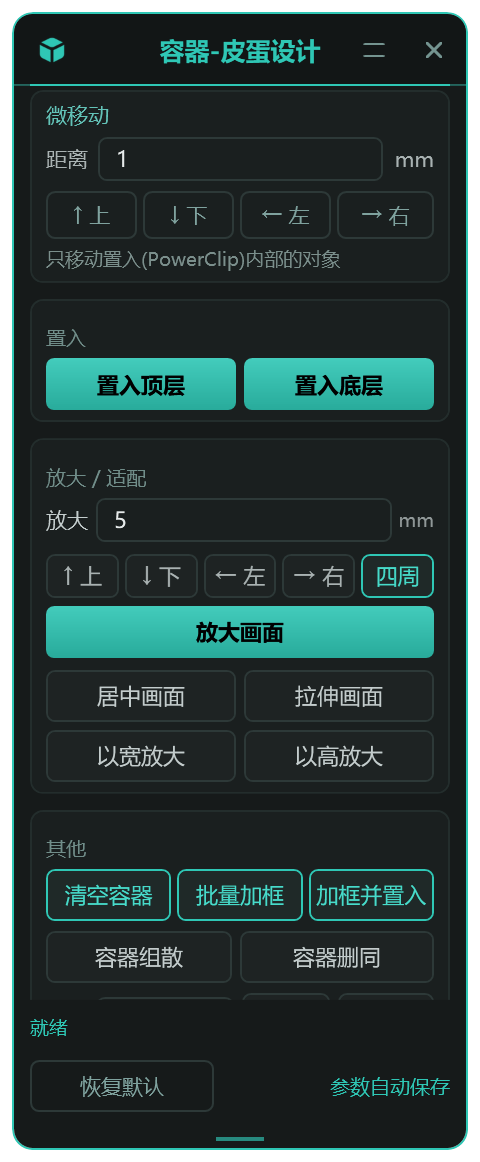 容器-皮蛋设计
微移动
距离 1 mm
↑上 ↓下 ←左 →右
只移动置入(PowerClip)内部的对象
置入
置入顶层 置入底层
放大 / 适配
放大 5 mm
↑上 ↓下 ←左 →右 四周
放大画面
居中画面 拉伸画面
以宽放大 以高放大
其他
清空容器 批量加框 加框并置入
容器组散 容器删同
就绪
恢复默认 参数自动保存